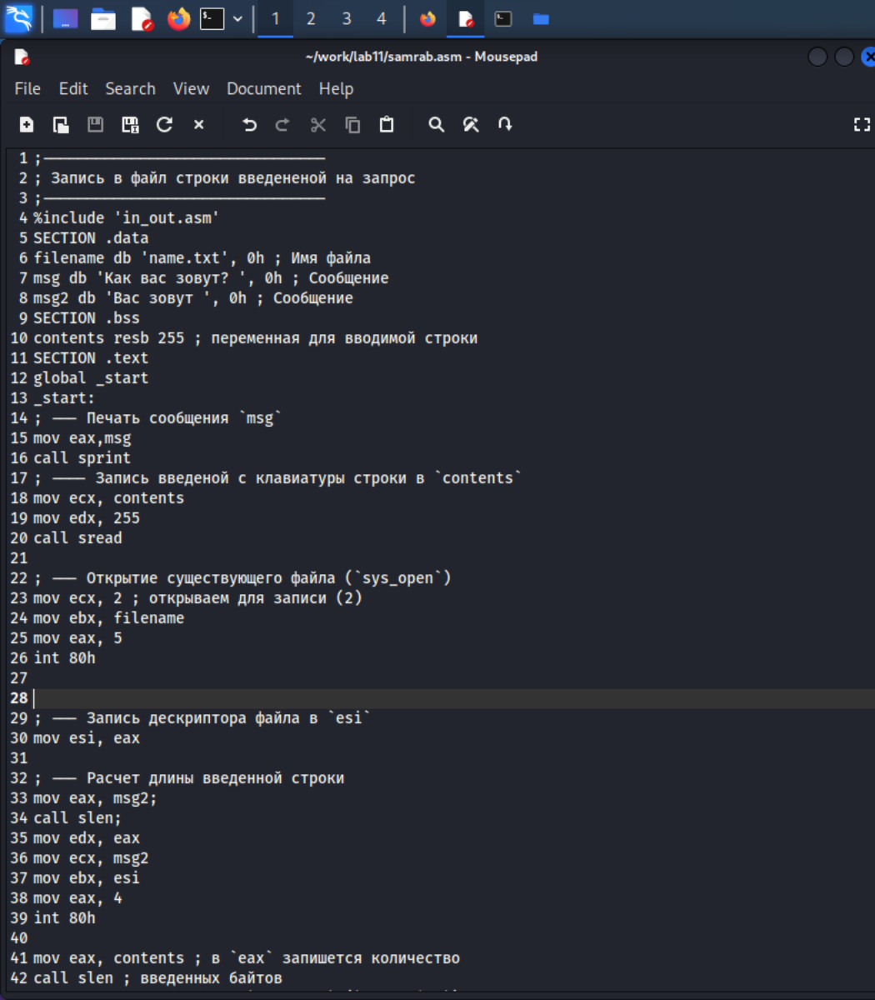 1 2 3 4
~/work/lab11/samrab.asm - Mousepad
File Edit Search View Document Help
1 ;--------------------------------
2 ; Запись в файл строки введененой на запрос
3 ;--------------------------------
4 %include 'in_out.asm'
5 SECTION .data
6 filename db 'name.txt', 0h ; Имя файла
7 msg db 'Как вас зовут? ', 0h ; Сообщение
8 msg2 db 'Вас зовут ', 0h ; Сообщение
9 SECTION .bss
10 contents resb 255 ; переменная для вводимой строки
11 SECTION .text
12 global _start
13 _start:
14 ; --- Печать сообщения `msg`
15 mov eax,msg
16 call sprint
17 ; ---- Запись введеной с клавиатуры строки в `contents`
18 mov ecx, contents
19 mov edx, 255
20 call sread
21
22 ; --- Открытие существующего файла (`sys_open`)
23 mov ecx, 2 ; открываем для записи (2)
24 mov ebx, filename
25 mov eax, 5
26 int 80h
27
28
29 ; --- Запись дескриптора файла в `esi`
30 mov esi, eax
31
32 ; --- Расчет длины введенной строки
33 mov eax, msg2;
34 call slen;
35 mov edx, eax
36 mov ecx, msg2
37 mov ebx, esi
38 mov eax, 4
39 int 80h
40
41 mov eax, contents ; в `eax` запишется количество
42 call slen ; введенных байтов